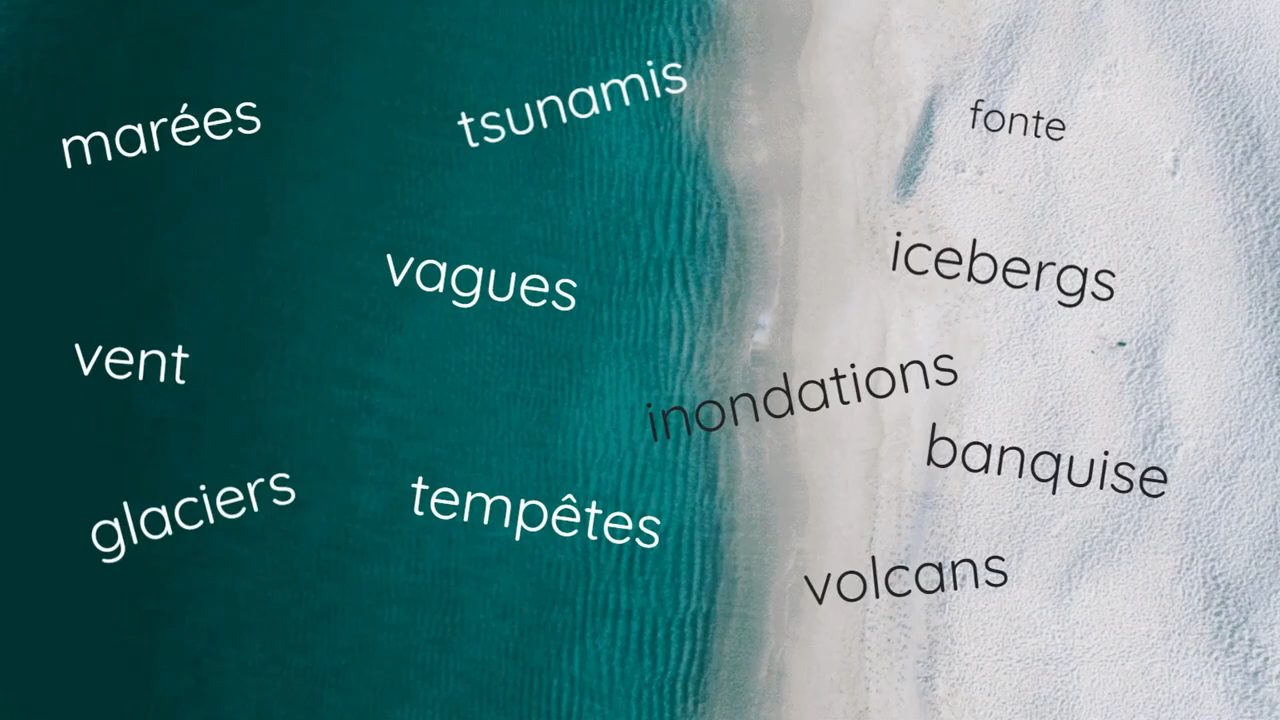 marées
tsunamis
fonte
vagues
icebergs
vent
inondations
banquise
glaciers
tempêtes
volcans